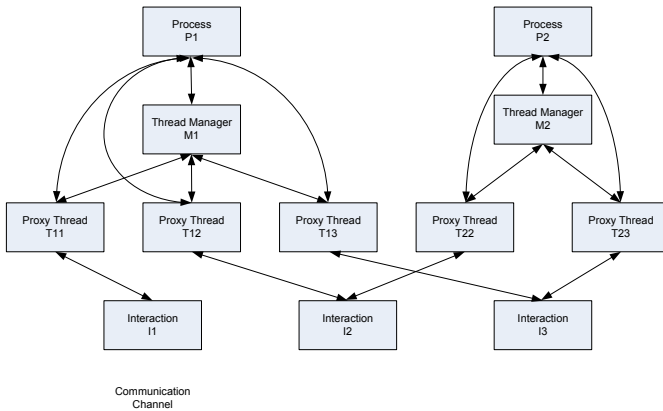 Process
P1
Process
P2
Thread Manager
M1
Thread Manager
M2
Proxy Thread
T11
Proxy Thread
T12
Proxy Thread
T13
Proxy Thread
T22
Proxy Thread
T23
Interaction
I1
Interaction
I2
Interaction
I3
Communication
Channel